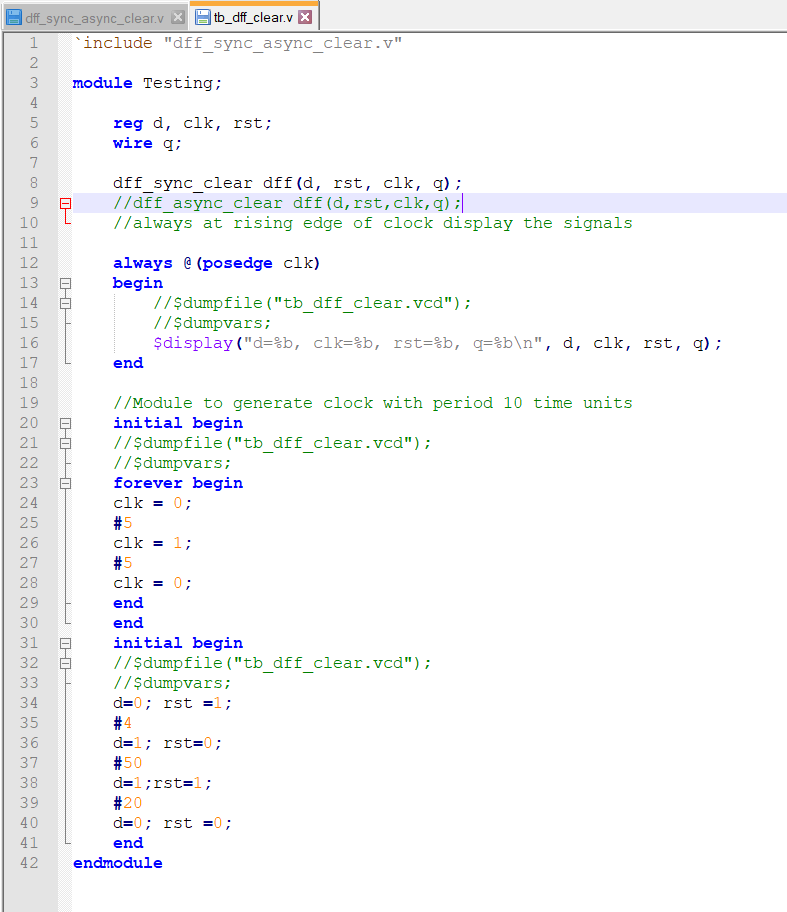 dff_sync_async_clear.v tb_dff_clear.v
1 `include "dff_sync_async_clear.v"
2
3 module Testing;
4
5 reg d, clk, rst;
6 wire q;
7
8 dff_sync_clear dff(d, rst, clk, q);
9 //dff_async_clear dff(d,rst,clk,q);
10 //always at rising edge of clock display the signals
11
12 always @(posedge clk)
13 begin
14 //$dumpfile("tb_dff_clear.vcd");
15 //$dumpvars;
16 $display("d=%b, clk=%b, rst=%b, q=%b\n", d, clk, rst, q);
17 end
18
19 //Module to generate clock with period 10 time units
20 initial begin
21 //$dumpfile("tb_dff_clear.vcd");
22 //$dumpvars;
23 forever begin
24 clk = 0;
25 #5
26 clk = 1;
27 #5
28 clk = 0;
29 end
30 end
31 initial begin
32 //$dumpfile("tb_dff_clear.vcd");
33 //$dumpvars;
34 d=0; rst =1;
35 #4
36 d=1; rst=0;
37 #50
38 d=1;rst=1;
39 #20
40 d=0; rst =0;
41 end
42 endmodule